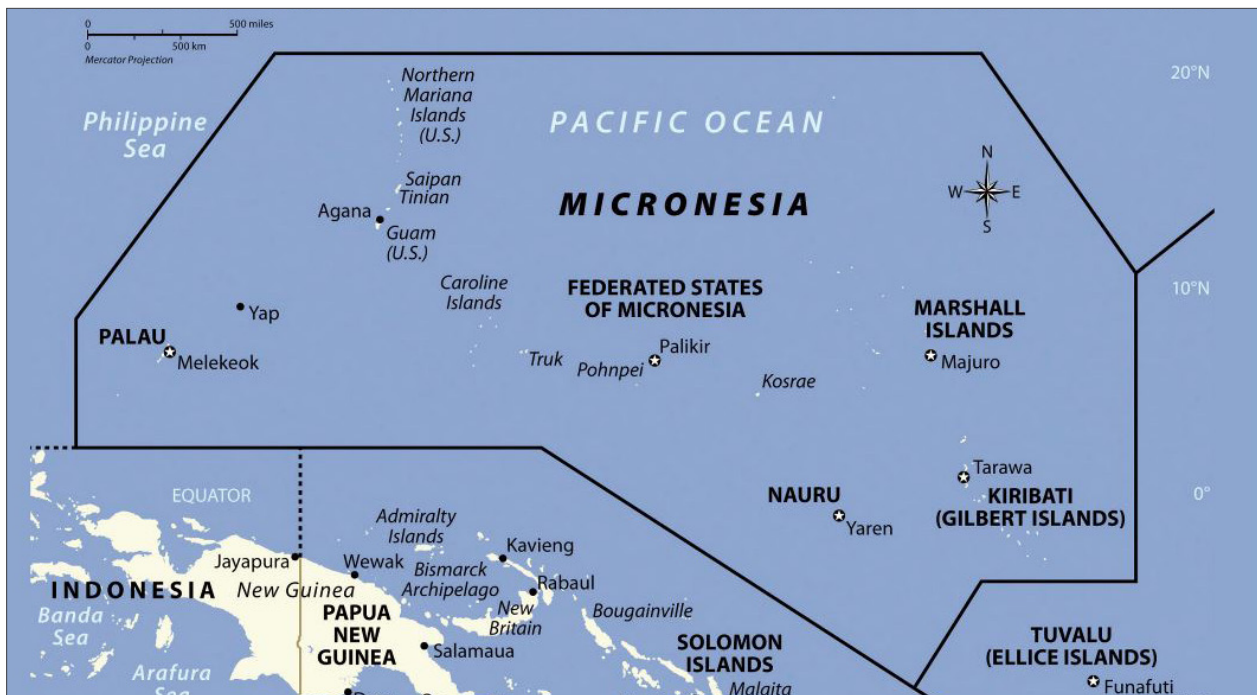 0 500 miles
0 500 km
Mercator Projection
20°N
Northern
Mariana
Islands
(U.S.)
PACIFIC OCEAN
Philippine
Sea
N
W E
S
Saipan
Tinian
MICRONESIA
Agana
Guam
(U.S.)
Caroline
Islands
FEDERATED STATES
OF MICRONESIA
10°N
MARSHALL
ISLANDS
Yap
PALAU
Melekeok
Truk
Palikir
Pohnpei
Majuro
Kosrae
Tarawa
KIRIBATI
(GILBERT ISLANDS)
0°
NAURU
Yaren
EQUATOR
Admiralty
Islands
Kavieng
Jayapura
Wewak
Bismarck
Archipelago
INDONESIA
New Guinea
Rabaul
Banda
Sea
PAPUA
NEW
GUINEA
New
Britain
Bougainville
Salamaua
SOLOMON
ISLANDS
TUVALU
(ELLICE ISLANDS)
Arafura
Sea
Malaita
Funafuti